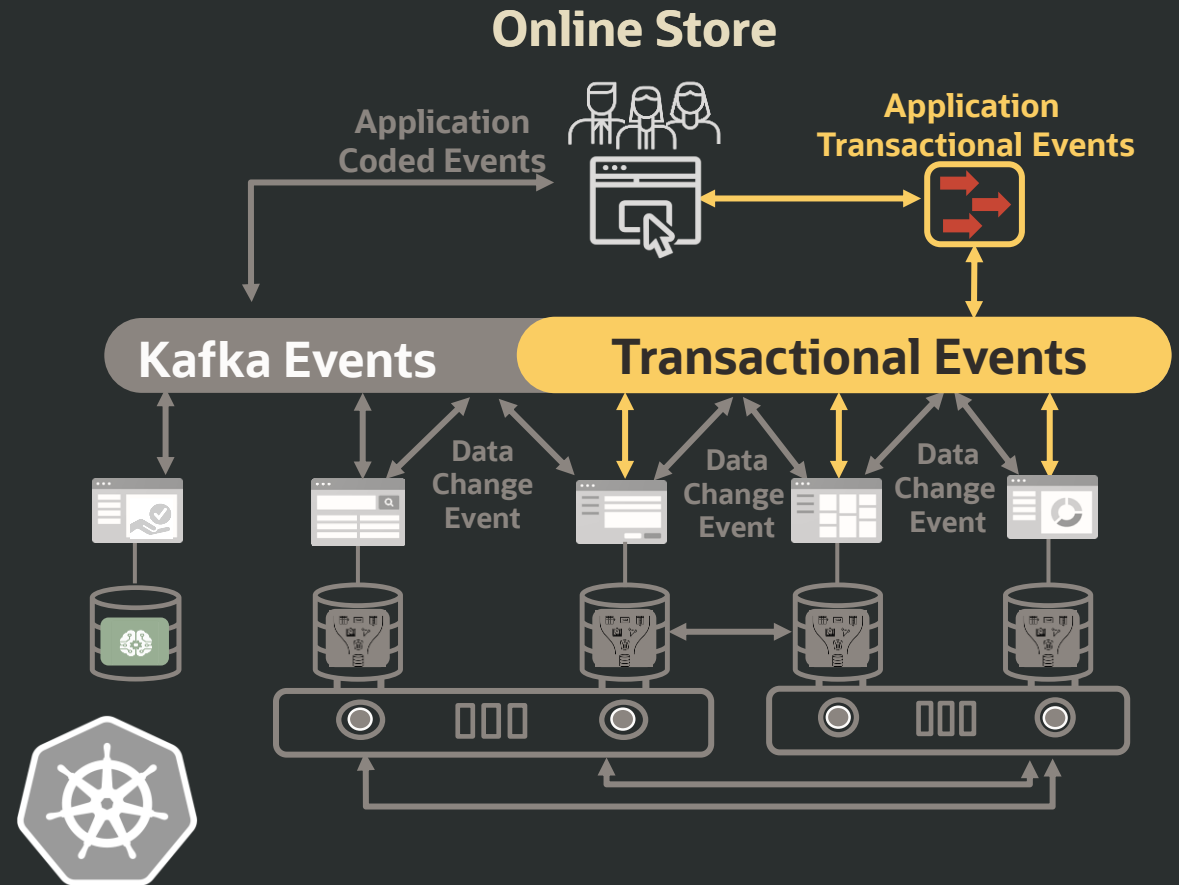 Online Store
Application
Coded Events
Application
Transactional Events
Kafka Events
Transactional Events
Data
Change
Event
Data
Change
Event
Data
Change
Event